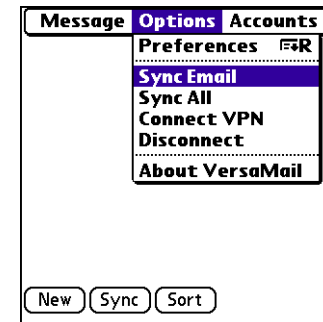 Message Options Accounts
Preferences R
Sync Email
Sync All
Connect VPN
Disconnect
About VersaMail
New Sync Sort